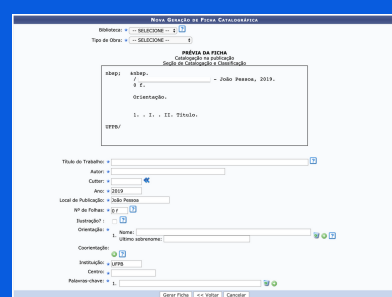 Nova Geração de Ficha Catalográfica
Biblioteca: * -- SELECIONE --
Tipo de Obra: * -- SELECIONE --
PRÉVIA DA FICHA
Catalogação na publicação
Seção de Catalogação e Classificação
nbsp; &nbsp.
/ - João Pessoa, 2019.
0 f.
Orientação.
1. . I. . II. Título.
UFPB/
Título do Trabalho: *
Autor: *
Cutter: *
Ano: * 2019
Local de Publicação: * João Pessoa
Nº de Folhas: * 0 f
Ilustração? :
Orientação: *
1. Nome:
Último sobrenome:
Coorientação:
Instituição: * UFPB
Centro: *
Palavras-chave: * 1.
Gerar Ficha << Voltar Cancelar